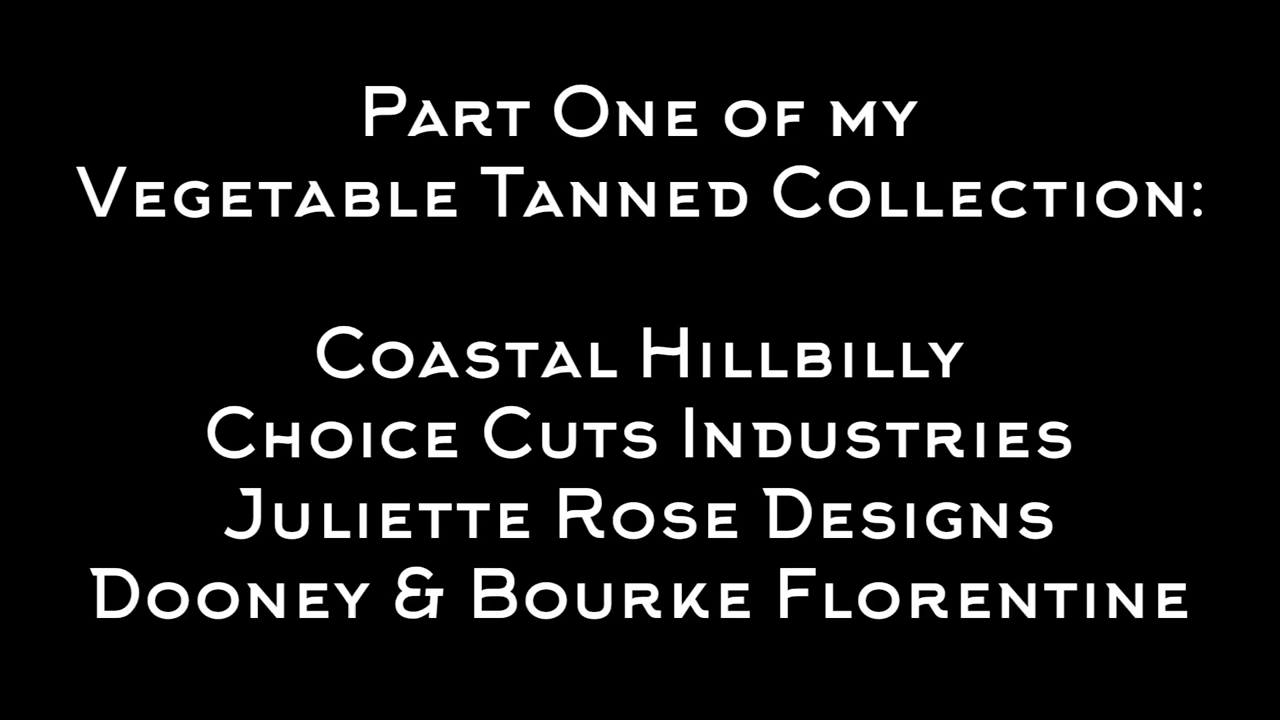 Part One of my
Vegetable Tanned Collection:
Coastal Hillbilly
Choice Cuts Industries
Juliette Rose Designs
Dooney & Bourke Florentine